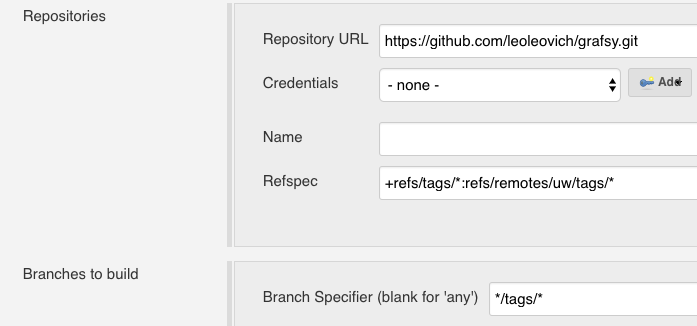 Repositories
Repository URL https://github.com/leoleovich/grafsy.git
Credentials - none - Add
Name
Refspec +refs/tags/*:refs/remotes/uw/tags/*
Branches to build
Branch Specifier (blank for 'any') */tags/*